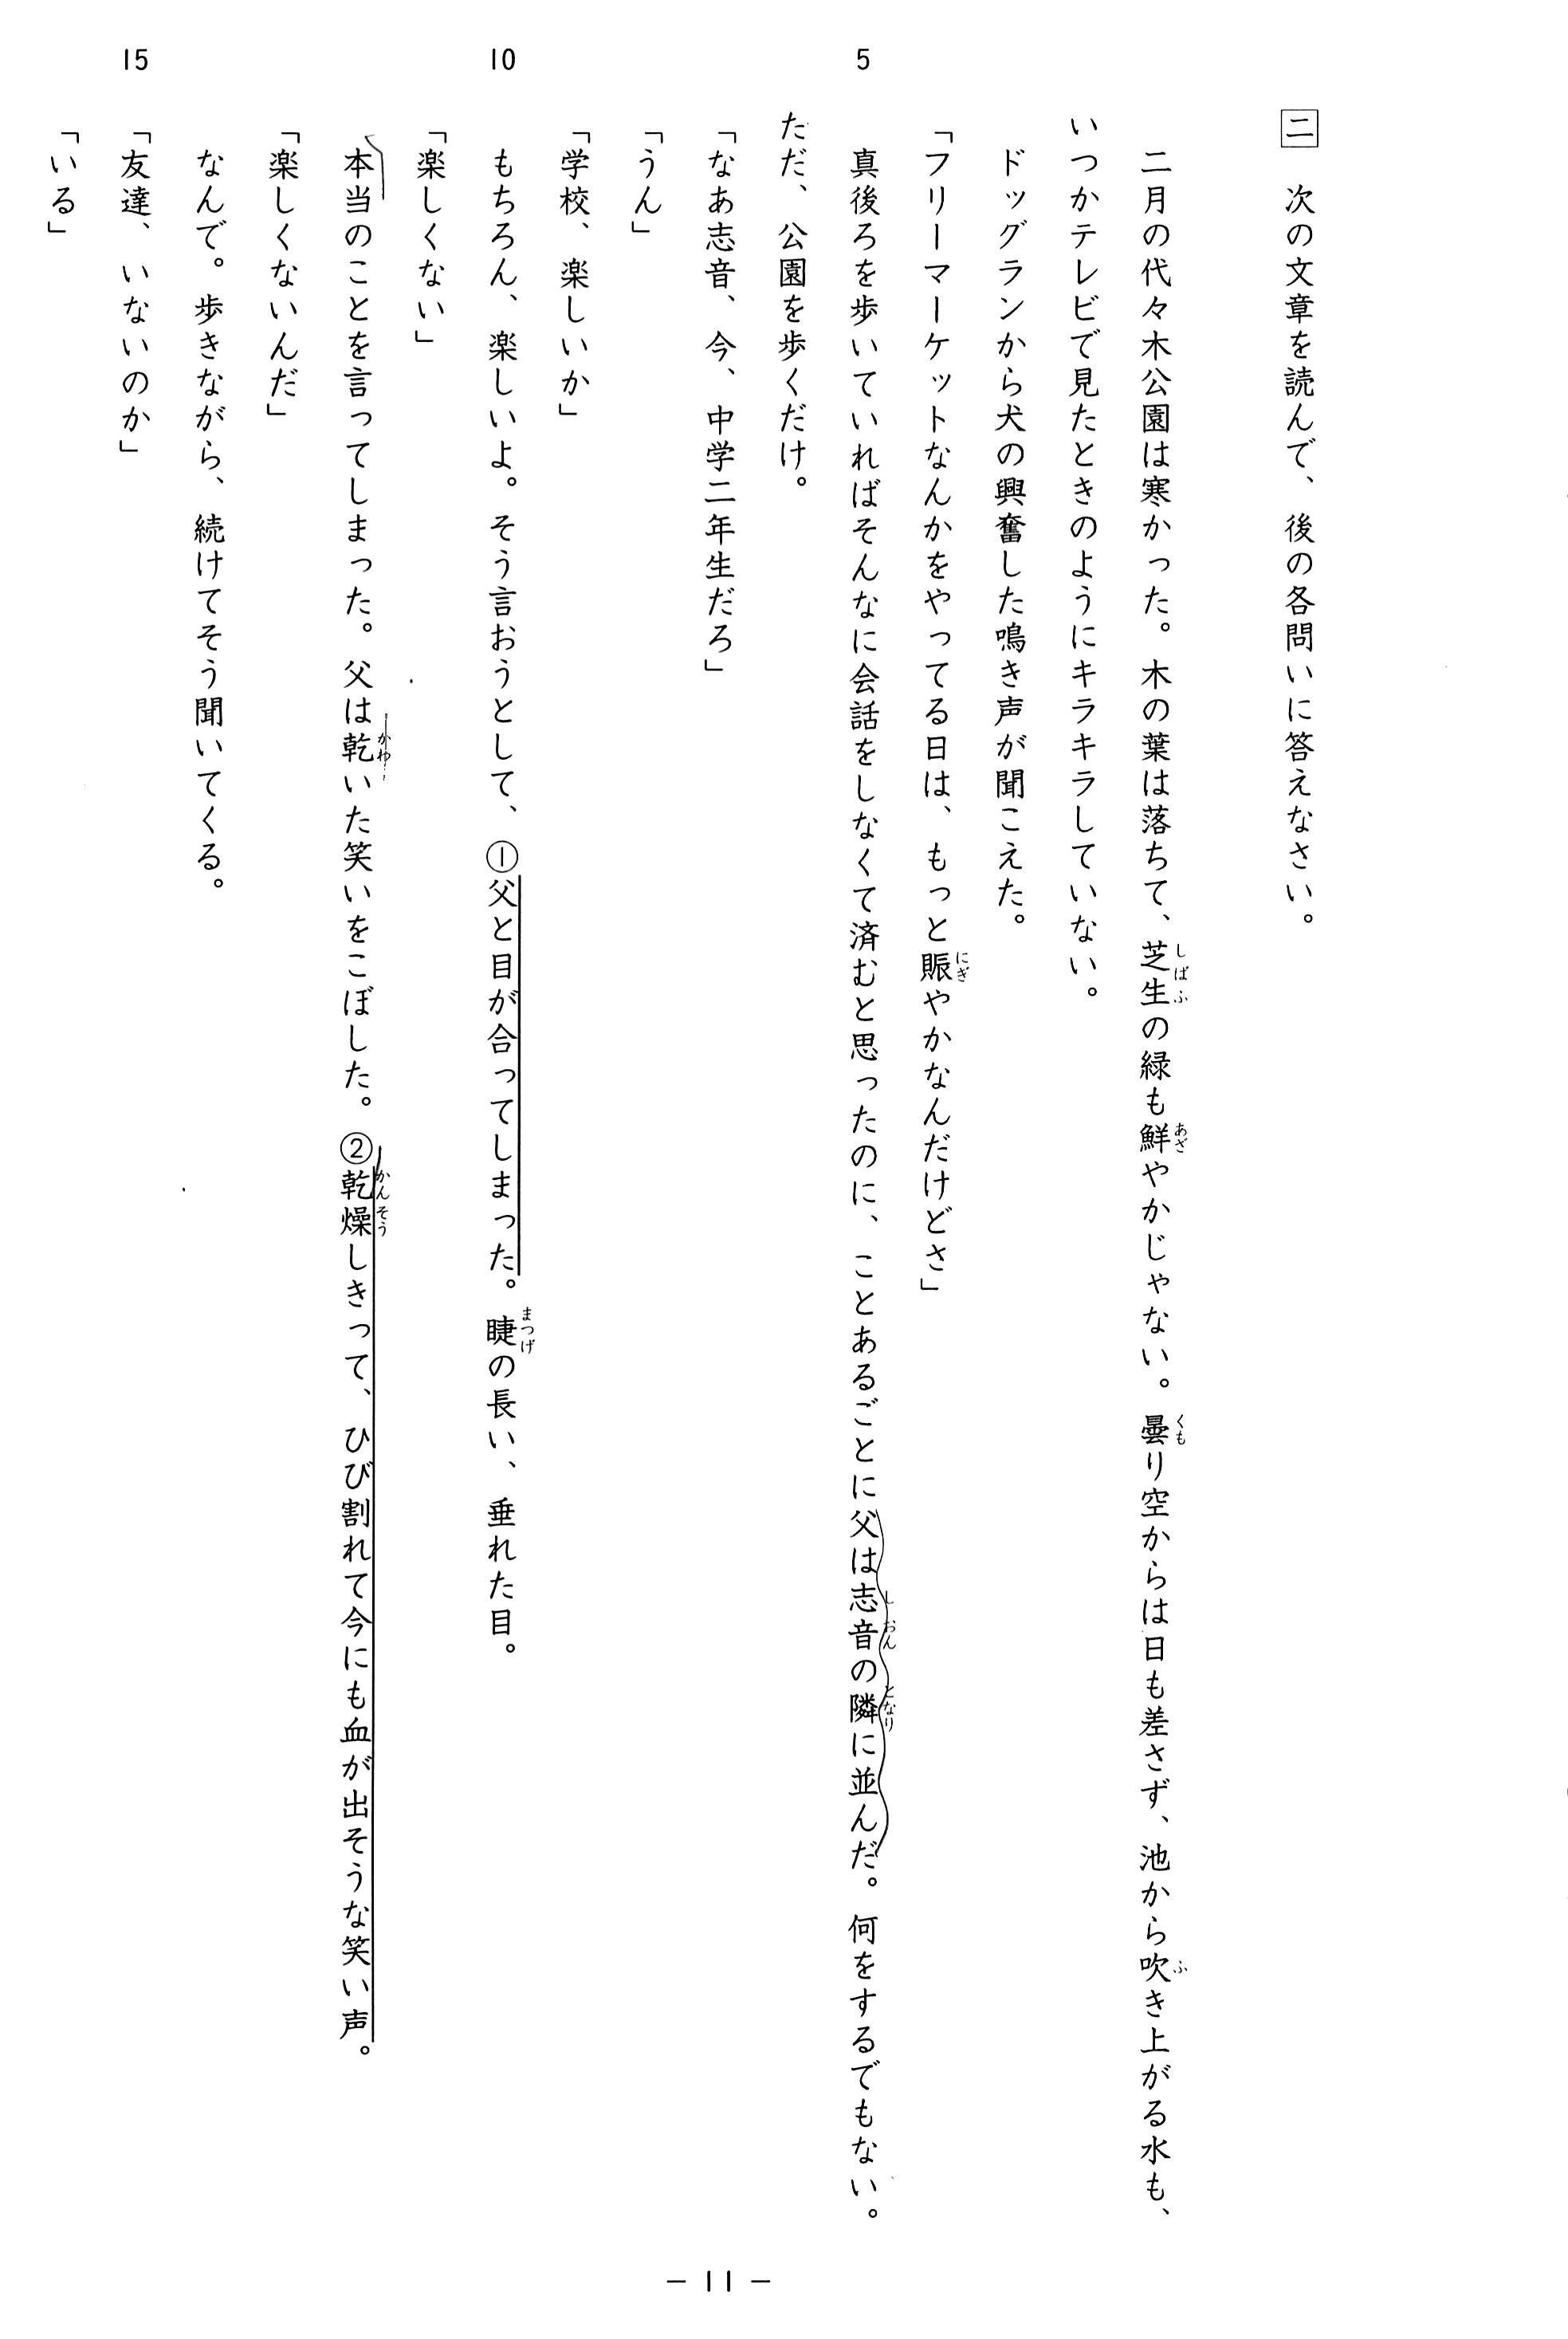 二　次の文章を読んで、後の各問いに答えなさい。
　二月の代々木公園は寒かった。木の葉は落ちて、芝生の緑も鮮やかじゃない。曇り空からは日も差さず、池から吹き上がる水も、
いつかテレビで見たときのようにキラキラしていない。
　ドッグランから犬の興奮した鳴き声が聞こえた。
「フリーマーケットなんかをやってる日は、もっと賑やかなんだけどさ」
5　真後ろを歩いていればそんなに会話をしなくて済むと思ったのに、ことあるごとに父は志音の隣に並んだ。何をするでもない。
ただ、公園を歩くだけ。
「なあ志音、今、中学二年生だろ」
「うん」
「学校、楽しいか」
10　もちろん、楽しいよ。そう言おうとして、①父と目が合ってしまった。睫の長い、垂れた目。
「楽しくない」
　本当のことを言ってしまった。父は乾いた笑いをこぼした。②乾燥しきって、ひび割れて今にも血が出そうな笑い声。
「楽しくないんだ」
　なんで。歩きながら、続けてそう聞いてくる。
15「友達、いないのか」
「いる」
― 11 ―